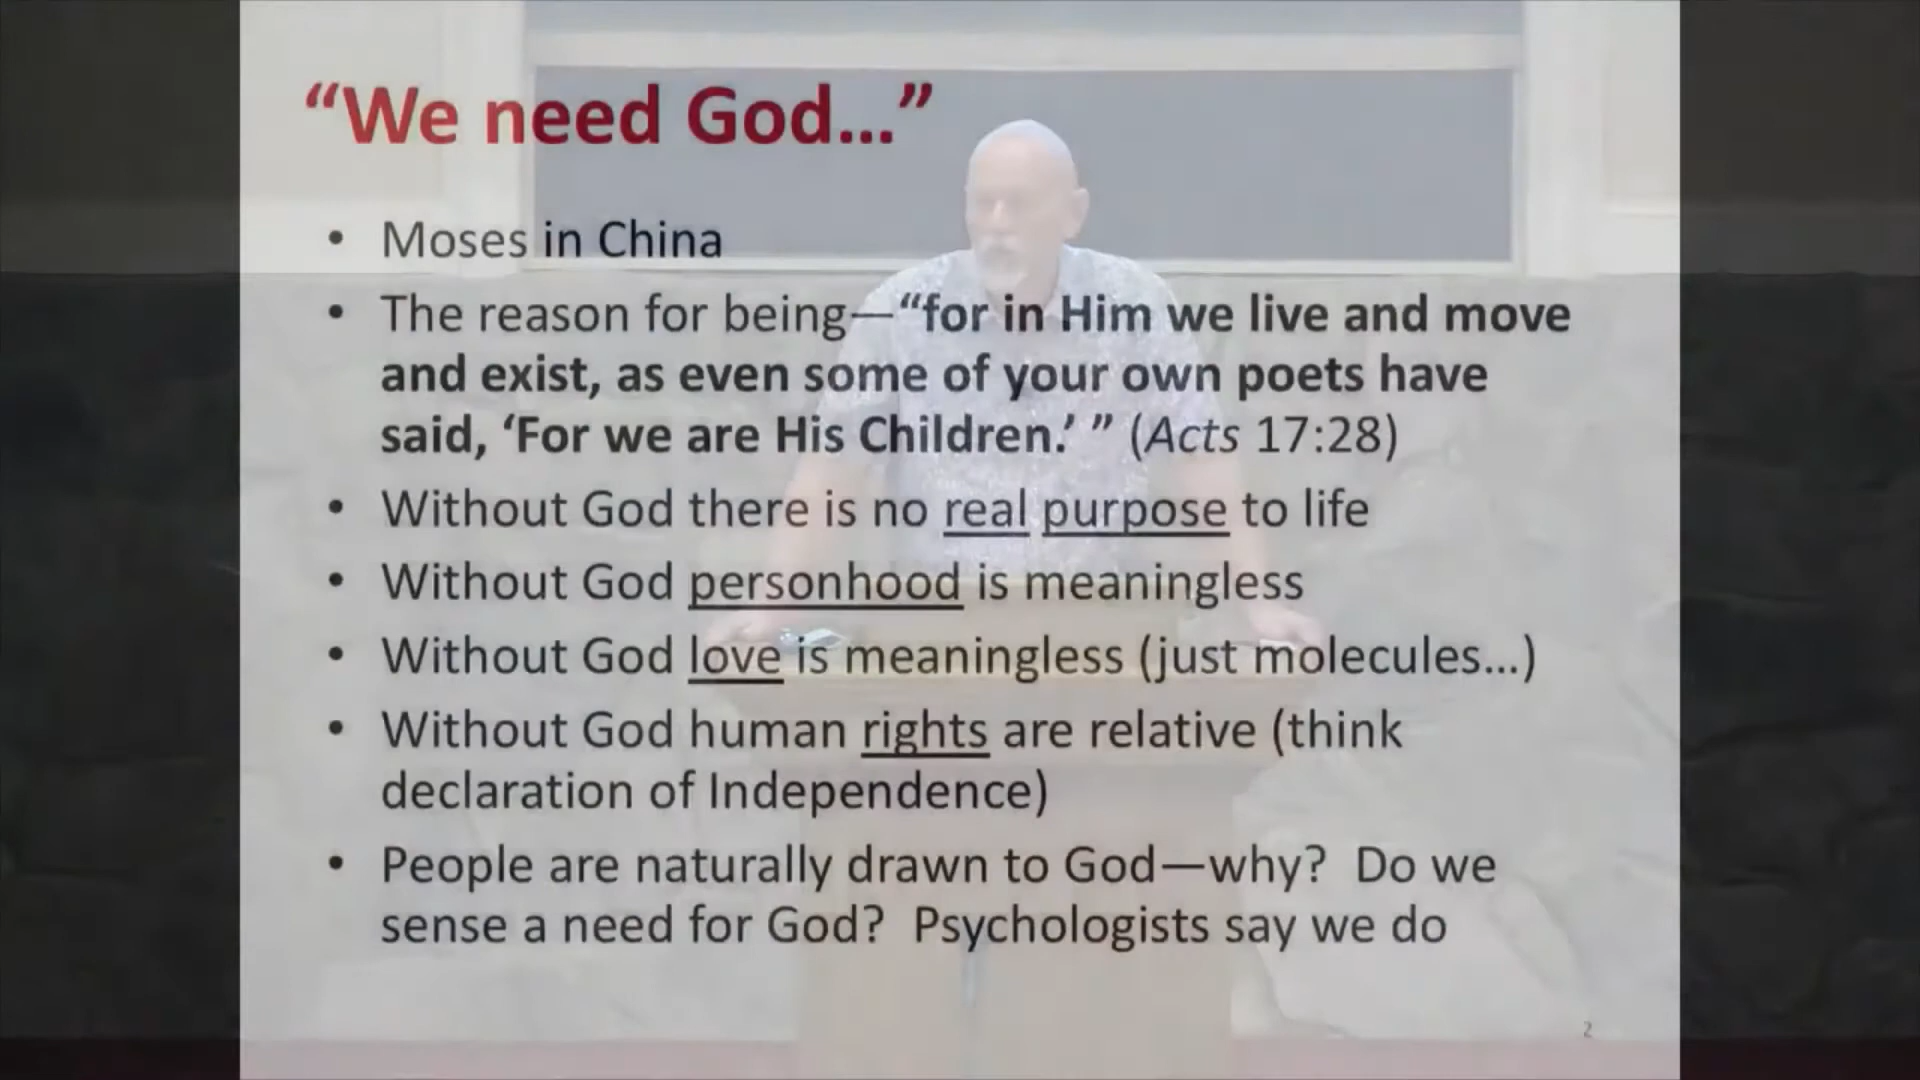 “We need God...”
• Moses in China
• The reason for being—“for in Him we live and move
and exist, as even some of your own poets have
said, ‘For we are His Children.’ ” (Acts 17:28)
• Without God there is no real purpose to life
• Without God personhood is meaningless
• Without God love is meaningless (just molecules...)
• Without God human rights are relative (think
declaration of Independence)
• People are naturally drawn to God—why?  Do we
sense a need for God?  Psychologists say we do
2